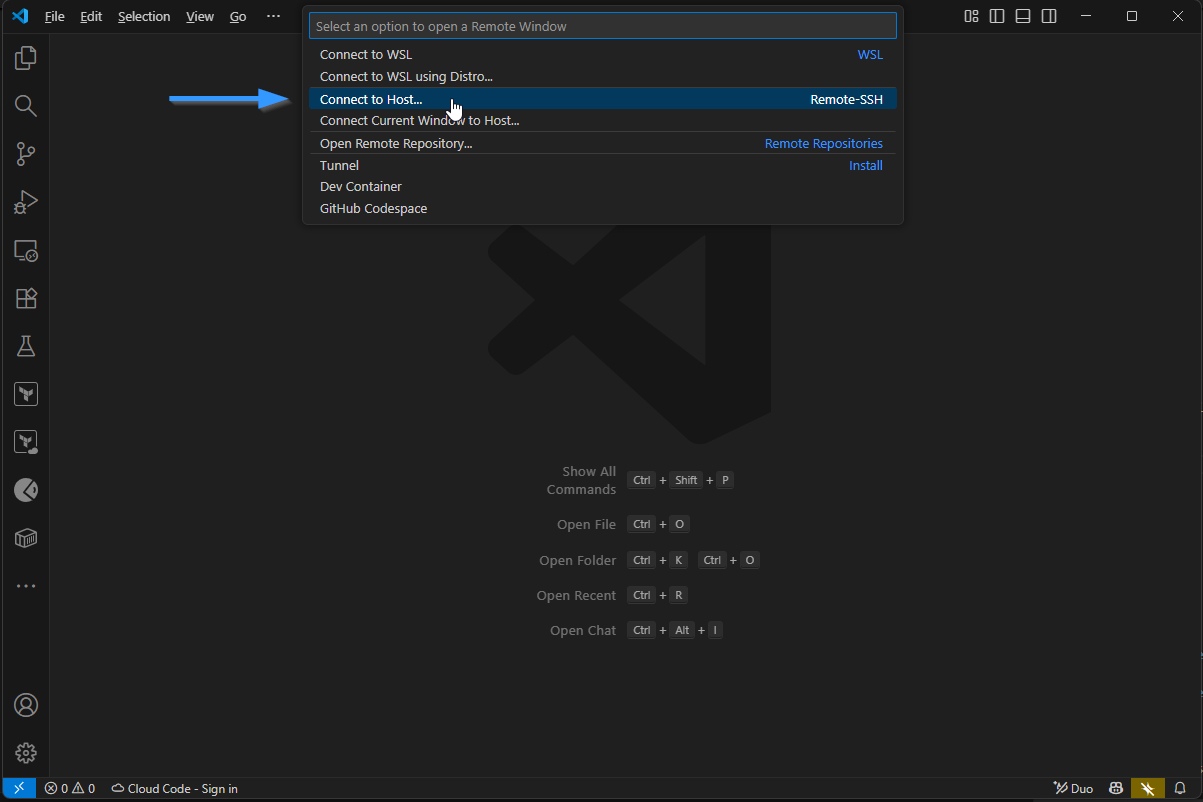 File Edit Selection View Go ···
Select an option to open a Remote Window
Connect to WSL WSL
Connect to WSL using Distro...
Connect to Host... Remote-SSH
Connect Current Window to Host...
Open Remote Repository... Remote Repositories
Tunnel Install
Dev Container
GitHub Codespace
Show All
Commands Ctrl + Shift + P
Open File Ctrl + O
Open Folder Ctrl + K Ctrl + O
Open Recent Ctrl + R
Open Chat Ctrl + Alt + I
0 0 Cloud Code - Sign in Duo